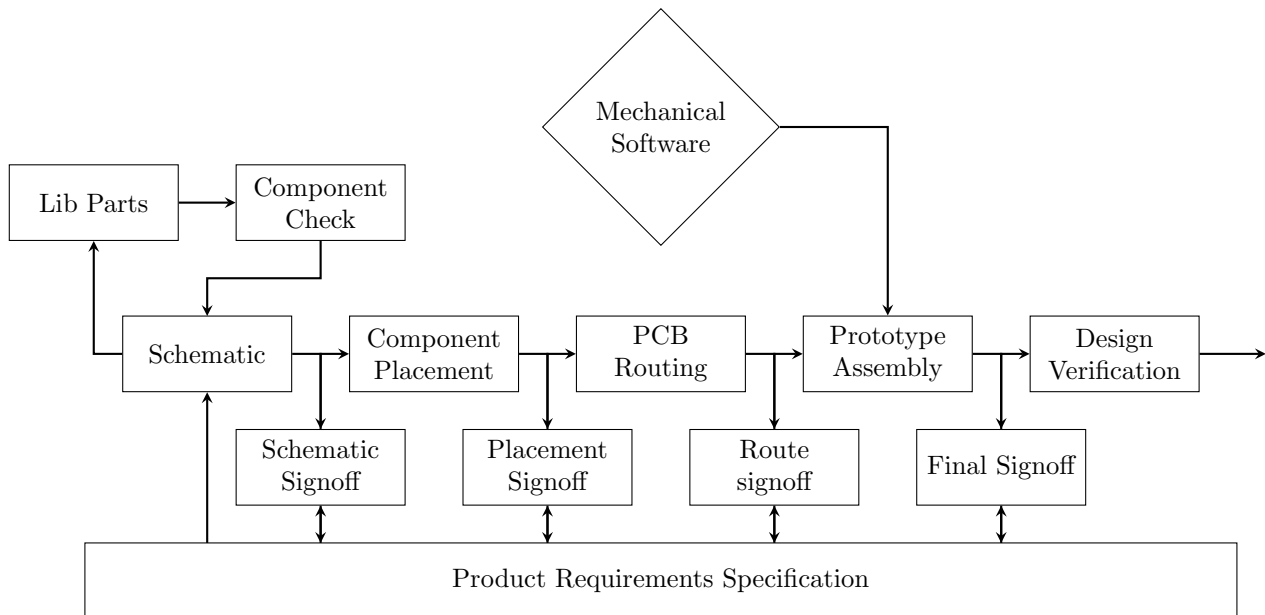 Mechanical
Software
Lib Parts
Component
Check
Schematic
Component
Placement
PCB
Routing
Prototype
Assembly
Design
Verification
Schematic
Signoff
Placement
Signoff
Route
signoff
Final Signoff
Product Requirements Specification